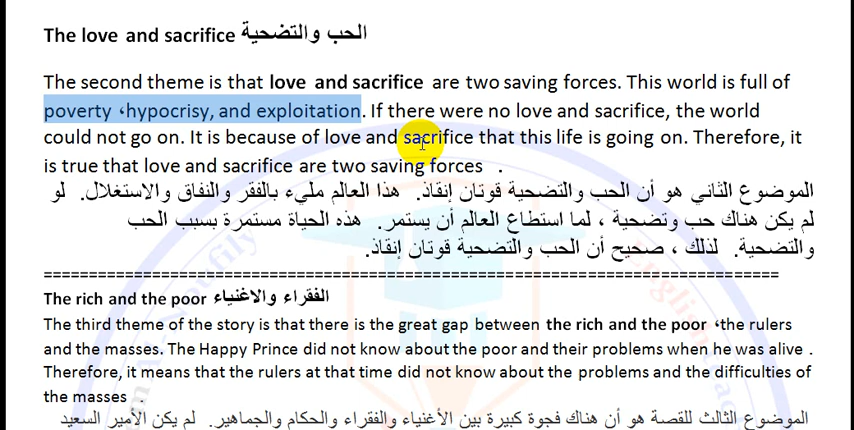 The love and sacrifice الحب والتضحية
The second theme is that love and sacrifice are two saving forces. This world is full of
poverty ،hypocrisy, and exploitation. If there were no love and sacrifice, the world
could not go on. It is because of love and sacrifice that this life is going on. Therefore, it
is true that love and sacrifice are two saving forces .
الموضوع الثاني هو أن الحب والتضحية قوتان إنقاذ. هذا العالم مليء بالفقر والنفاق والاستغلال. لو
لم يكن هناك حب وتضحية ، لما استطاع العالم أن يستمر. هذه الحياة مستمرة بسبب الحب
والتضحية. لذلك ، صحيح أن الحب والتضحية قوتان إنقاذ.
================================================================================
The rich and the poor الفقراء والاغنياء
The third theme of the story is that there is the great gap between the rich and the poor ،the rulers
and the masses. The Happy Prince did not know about the poor and their problems when he was alive .
Therefore, it means that the rulers at that time did not know about the problems and the difficulties of
the masses .
الموضوع الثالث للقصة هو أن هناك فجوة كبيرة بين الأغنياء والفقراء والحكام والجماهير. لم يكن الأمير السعيد